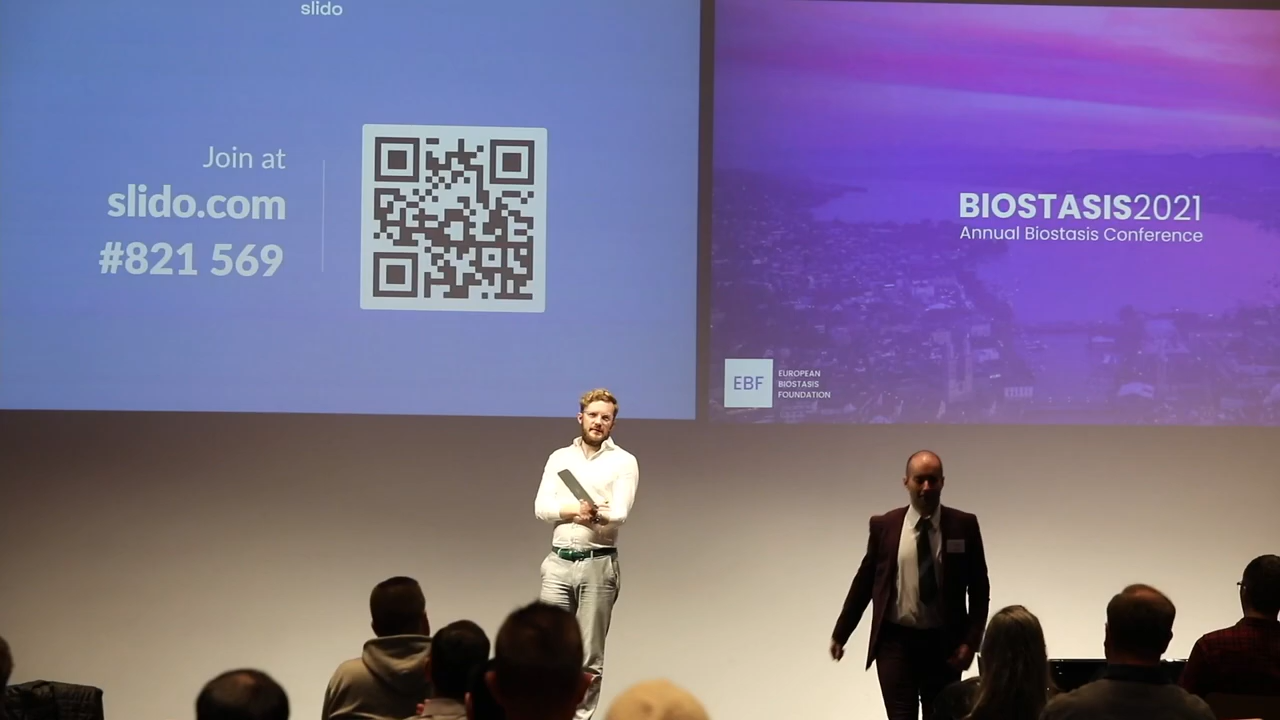 slido
Join at
slido.com
#821 569
BIOSTASIS2021
Annual Biostasis Conference
EBF
EUROPEAN
BIOSTASIS
FOUNDATION